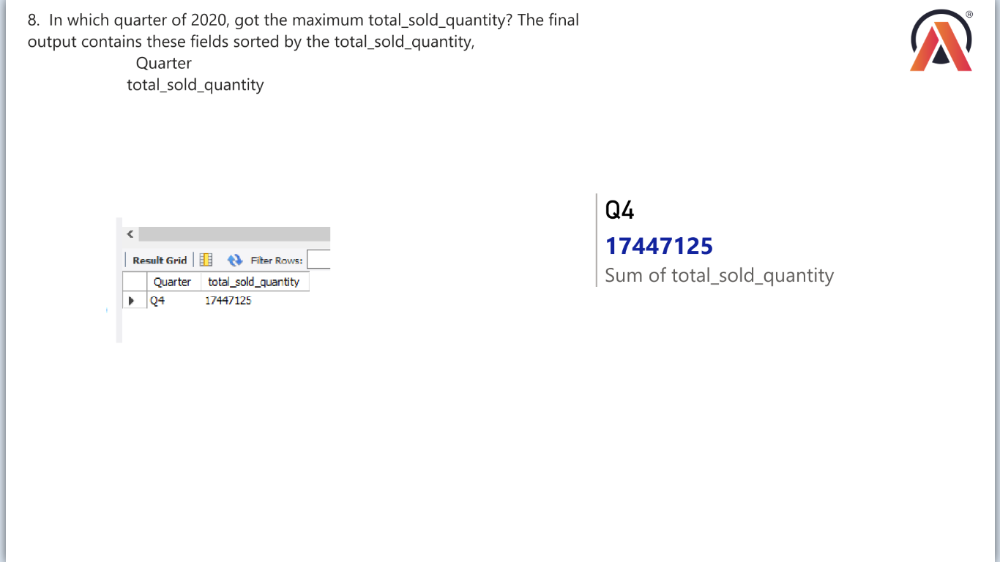 8. In which quarter of 2020, got the maximum total_sold_quantity? The final
output contains these fields sorted by the total_sold_quantity,
Quarter
total_sold_quantity
®
Result Grid Filter Rows:
Quarter total_sold_quantity
Q4 17447125
Q4
17447125
Sum of total_sold_quantity